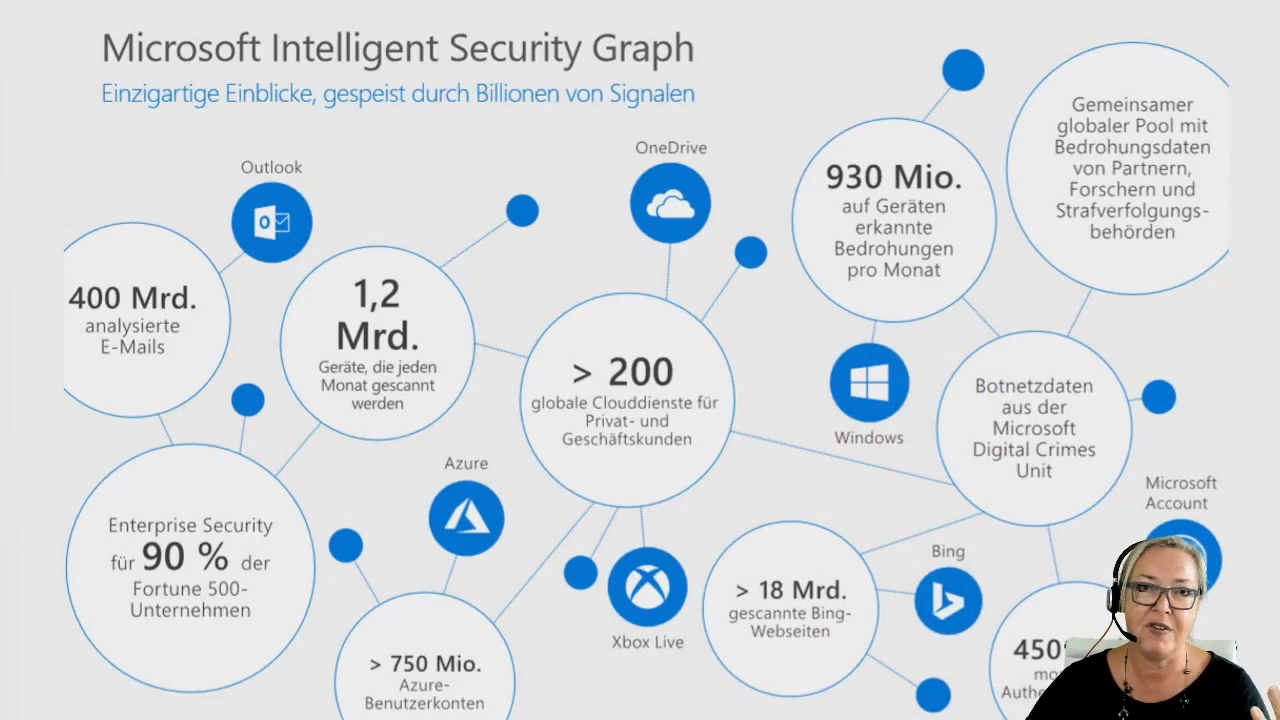 Microsoft Intelligent Security Graph
Einzigartige Einblicke, gespeist durch Billionen von Signalen
Outlook
400 Mrd.
analysierte
E-Mails
1,2
Mrd.
Geräte, die jeden
Monat gescannt
werden
OneDrive
> 200
globale Clouddienste für
Privat- und
Geschäftskunden
930 Mio.
auf Geräten
erkannte
Bedrohungen
pro Monat
Windows
Gemeinsamer
globaler Pool mit
Bedrohungsdaten
von Partnern,
Forschern und
Strafverfolgungs-
behörden
Botnetzdaten
aus der
Microsoft
Digital Crimes
Unit
Enterprise Security
für 90 % der
Fortune 500-
Unternehmen
Azure
> 750 Mio.
Azure-
Benutzerkonten
Xbox Live
> 18 Mrd.
gescannte Bing-
Webseiten
Bing
Microsoft
Account
450